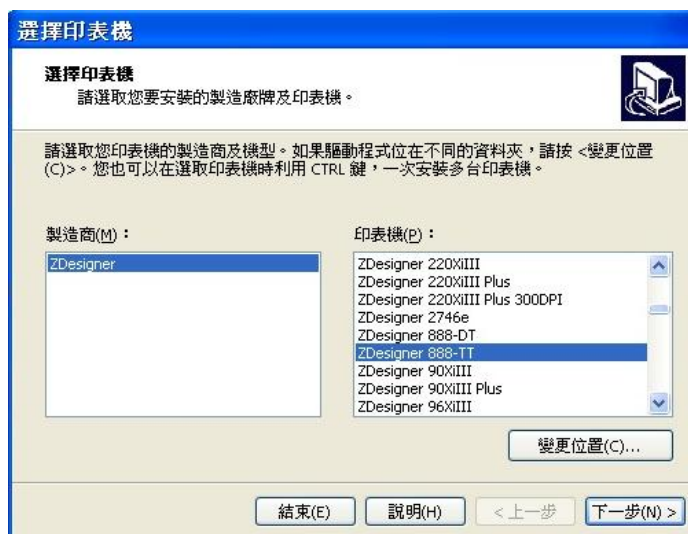 選擇印表機
選擇印表機
請選取您要安裝的製造廠牌及印表機。
請選取您印表機的製造商及機型。如果驅動程式位在不同的資料夾，請按 <變更位置
(C)>。您也可以在選取印表機時利用 CTRL 鍵，一次安裝多台印表機。
製造商(M)：
ZDesigner
印表機(P)：
ZDesigner 220XiIII
ZDesigner 220XiIII Plus
ZDesigner 220XiIII Plus 300DPI
ZDesigner 2746e
ZDesigner 888-DT
ZDesigner 888-TT
ZDesigner 90XiIII
ZDesigner 90XiIII Plus
ZDesigner 96XiIII
變更位置(C)...
結束(E)
說明(H)
< 上一步
下一步(N) >